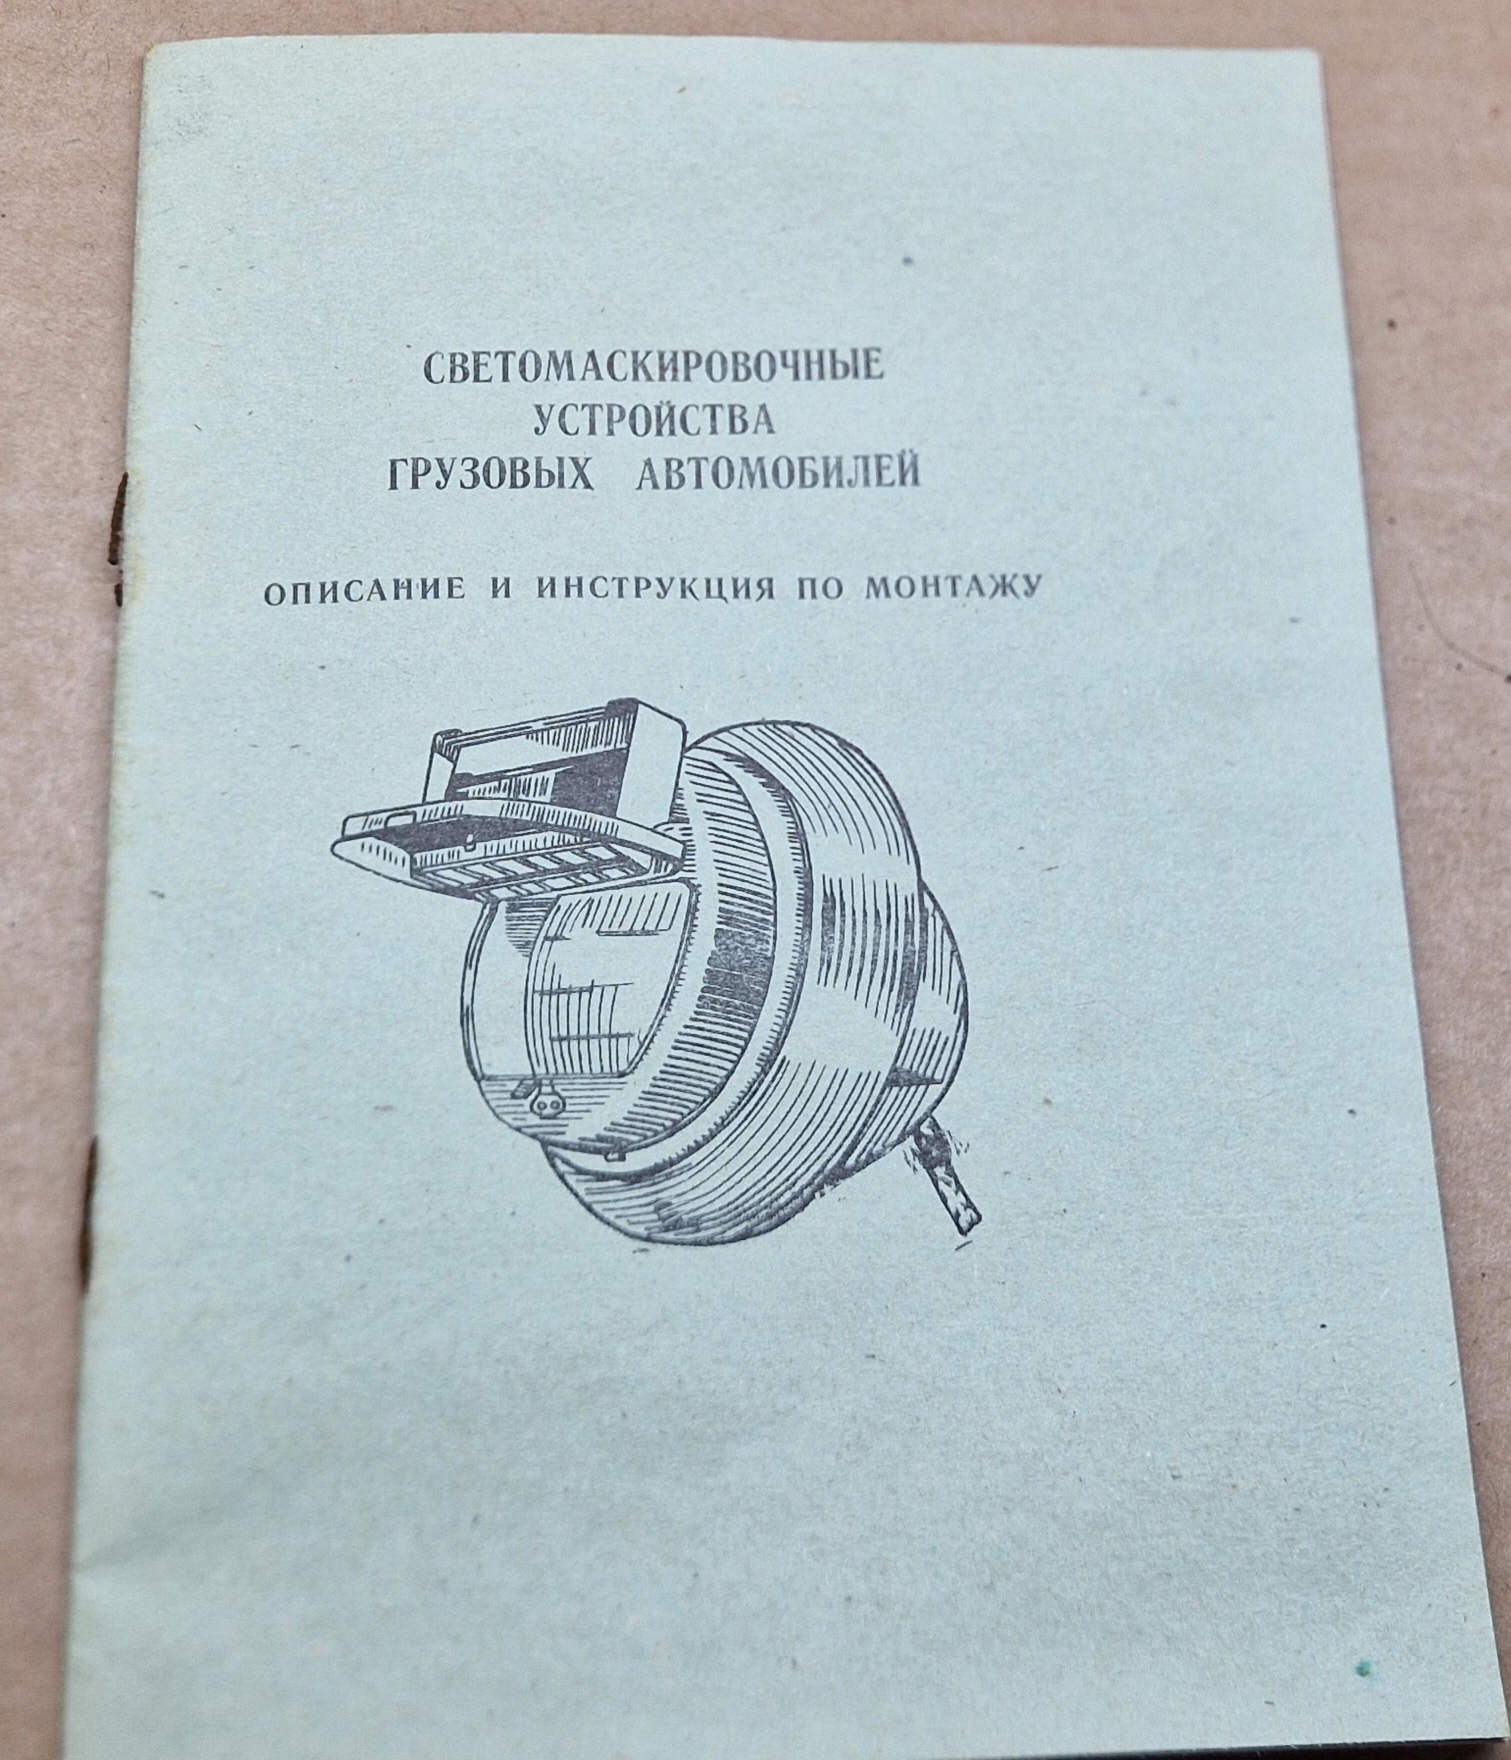 СВЕТОМАСКИРОВОЧНЫЕ
УСТРОЙСТВА
ГРУЗОВЫХ АВТОМОБИЛЕЙ
ОПИСАНИЕ И ИНСТРУКЦИЯ ПО МОНТАЖУ